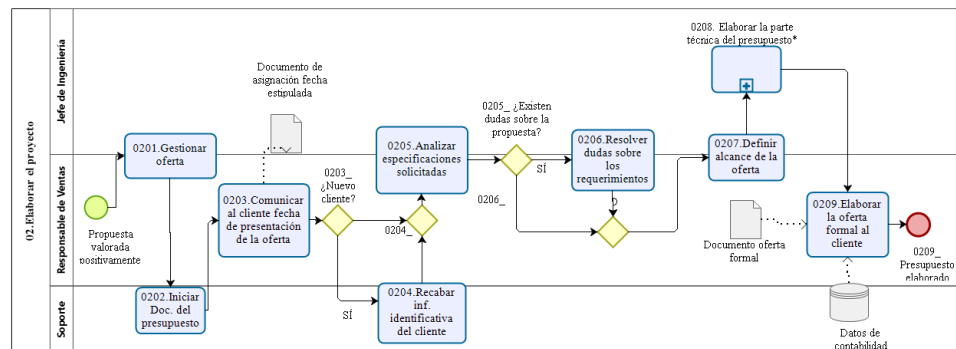 02.Elaborar el proyecto
Jefe de Ingeniería
Responsable de Ventas
Soporte
Propuesta
valorada
positivamente
0201.Gestionar
oferta
0202.Iniciar
Doc. del
presupuesto
Documento de
asignación fecha
estipulada
0203.Comunicar
al cliente fecha
de presentación
de la oferta
0203_
¿Nuevo
cliente?
SÍ
0204_
0204.Recabar
inf.
identificativa
del cliente
0205.Analizar
especificaciones
solicitadas
0205_ ¿Existen
dudas sobre la
propuesta?
SÍ
0206_
0206.Resolver
dudas sobre
los
requerimientos
0207.Definir
alcance de la
oferta
0208. Elaborar la parte
técnica del presupuesto*
Documento oferta
formal
0209.Elaborar
la oferta
formal al
cliente
Datos de
contabilidad
0209_
Presupuesto
elaborado